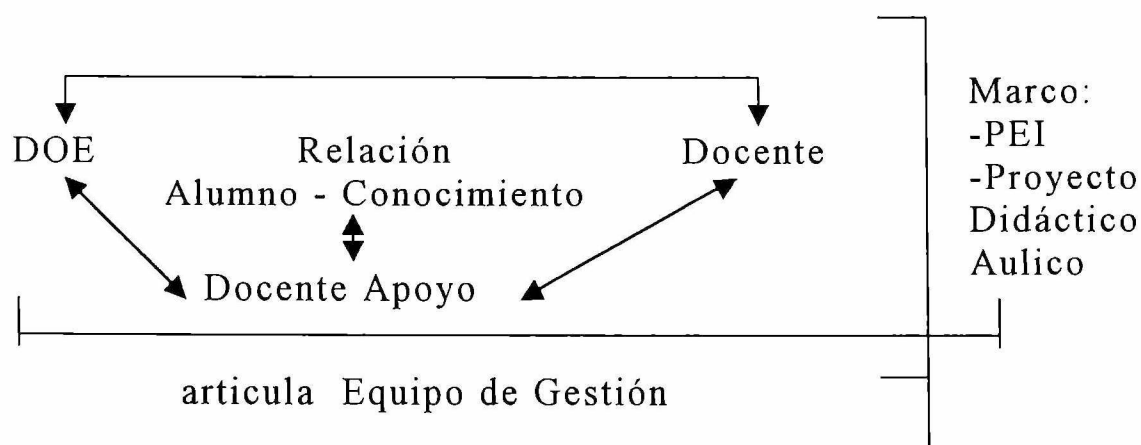 DOE
Relación
Alumno - Conocimiento
Docente
Docente Apoyo
articula Equipo de Gestión
Marco:
-PEI
-Proyecto
Didáctico
Aulico